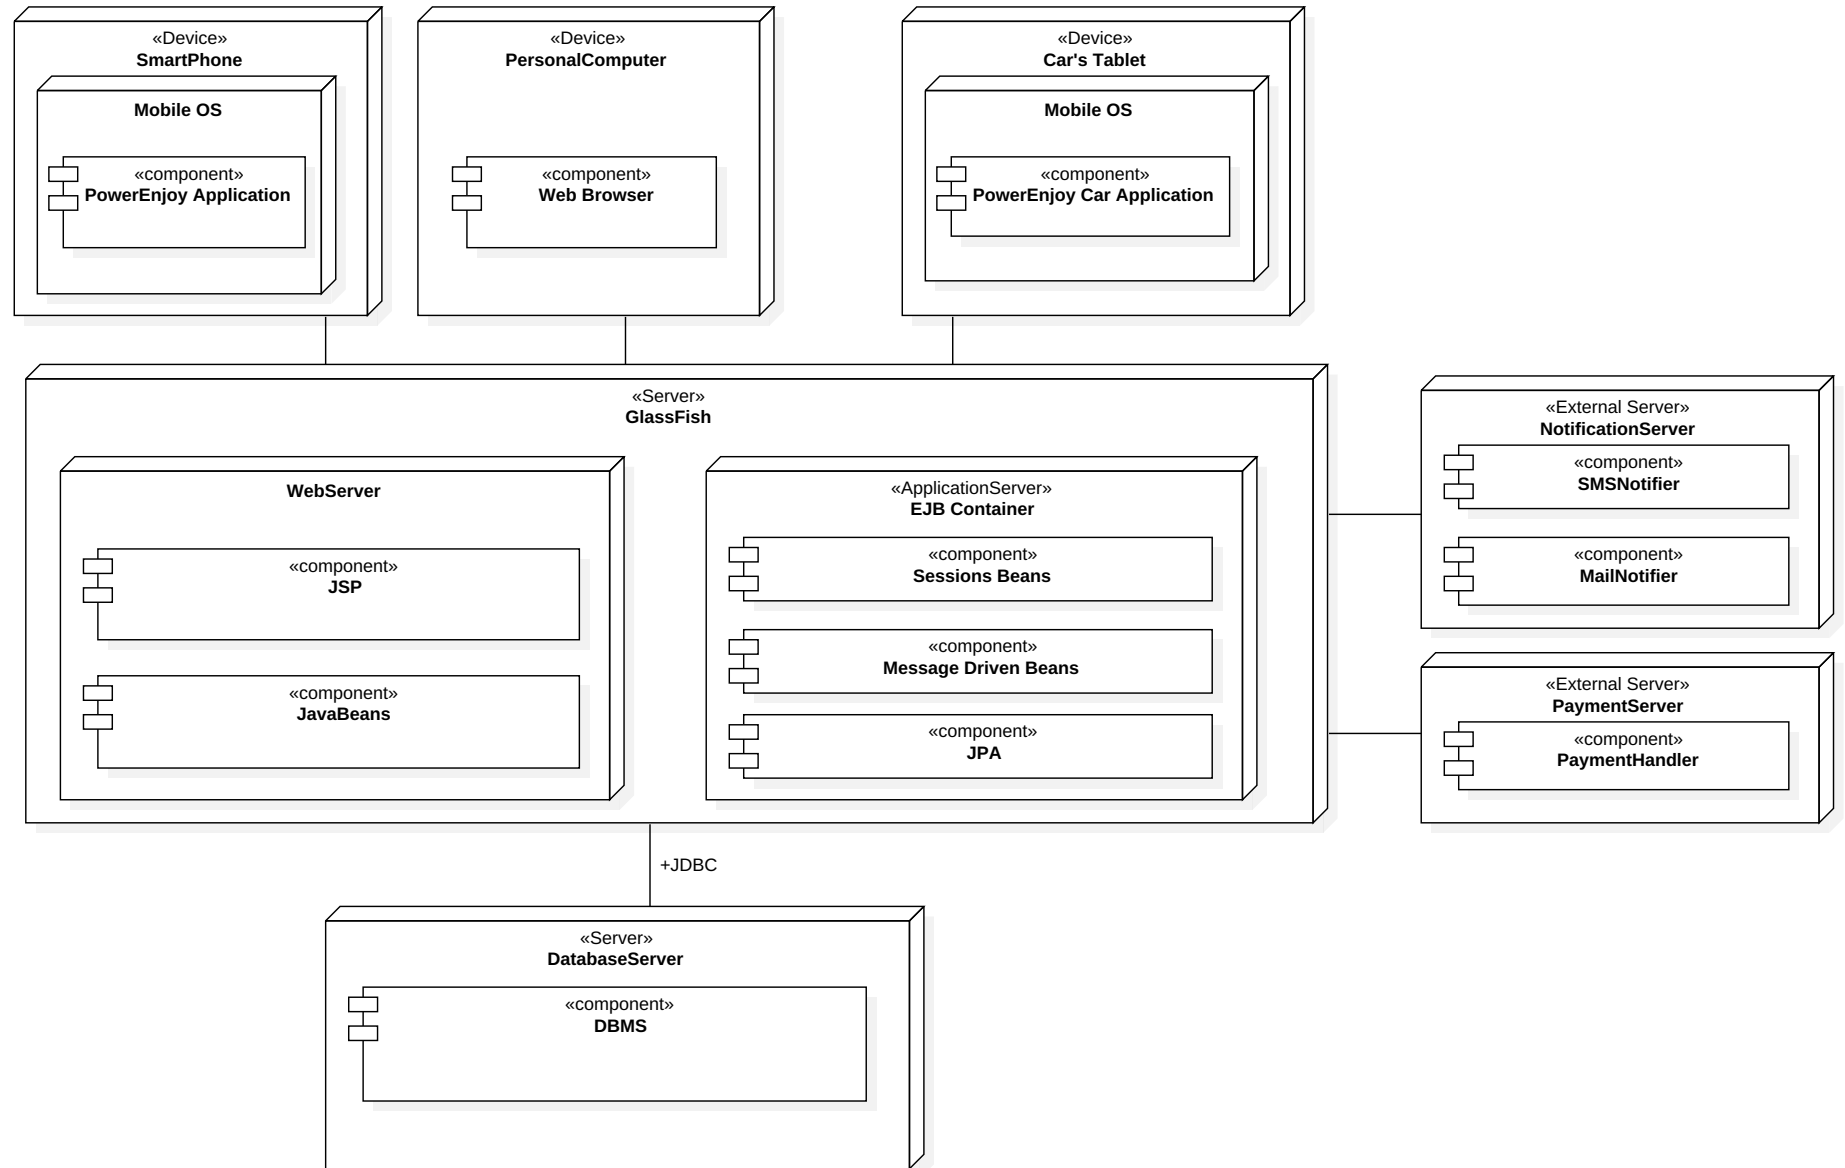 «Device»
SmartPhone
Mobile OS
«component»
PowerEnjoy Application
«Device»
PersonalComputer
«component»
Web Browser
«Device»
Car's Tablet
Mobile OS
«component»
PowerEnjoy Car Application
«Server»
GlassFish
WebServer
«component»
JSP
«component»
JavaBeans
«ApplicationServer»
EJB Container
«component»
Sessions Beans
«component»
Message Driven Beans
«component»
JPA
«External Server»
NotificationServer
«component»
SMSNotifier
«component»
MailNotifier
«External Server»
PaymentServer
«component»
PaymentHandler
+JDBC
«Server»
DatabaseServer
«component»
DBMS